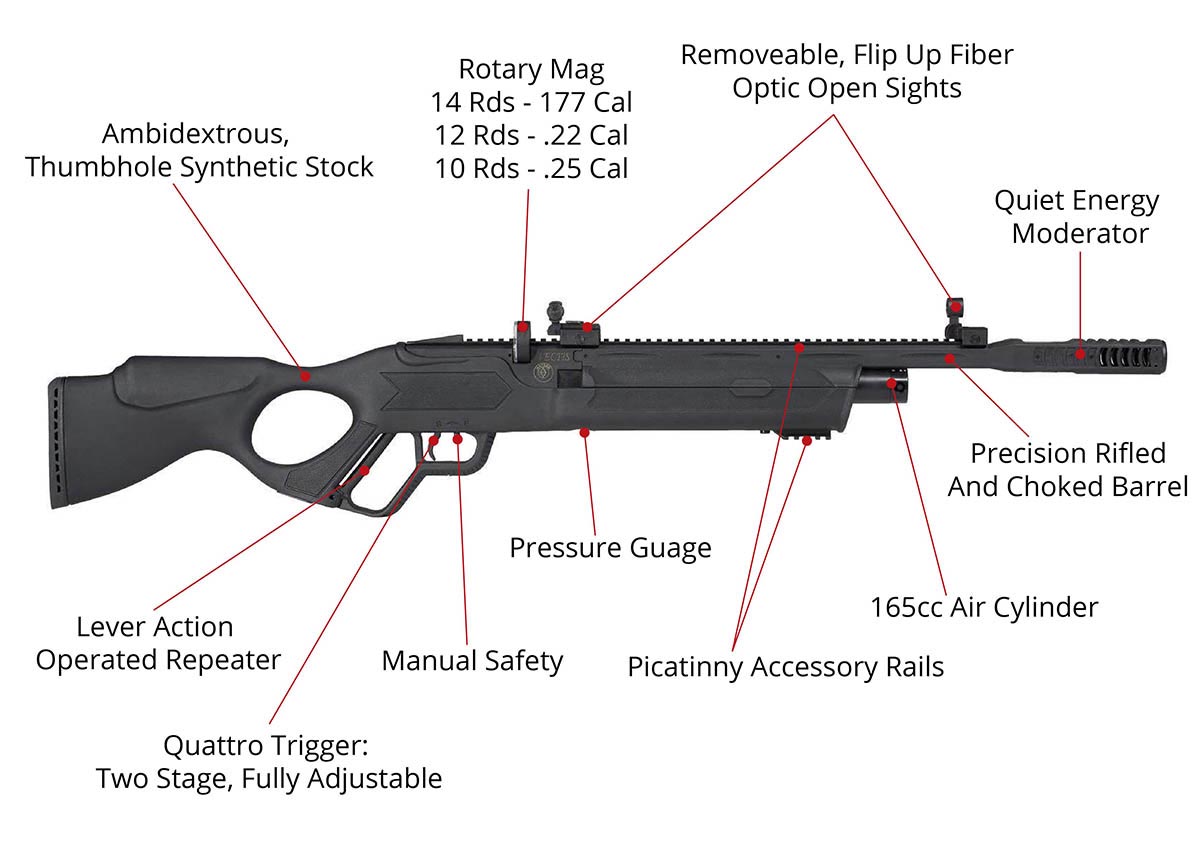 Rotary Mag
14 Rds - 177 Cal
12 Rds - .22 Cal
10 Rds - .25 Cal
Removeable, Flip Up Fiber
Optic Open Sights
Ambidextrous,
Thumbhole Synthetic Stock
Quiet Energy
Moderator
Precision Rifled
And Choked Barrel
Pressure Guage
165cc Air Cylinder
Lever Action
Operated Repeater
Manual Safety
Picatinny Accessory Rails
Quattro Trigger:
Two Stage, Fully Adjustable